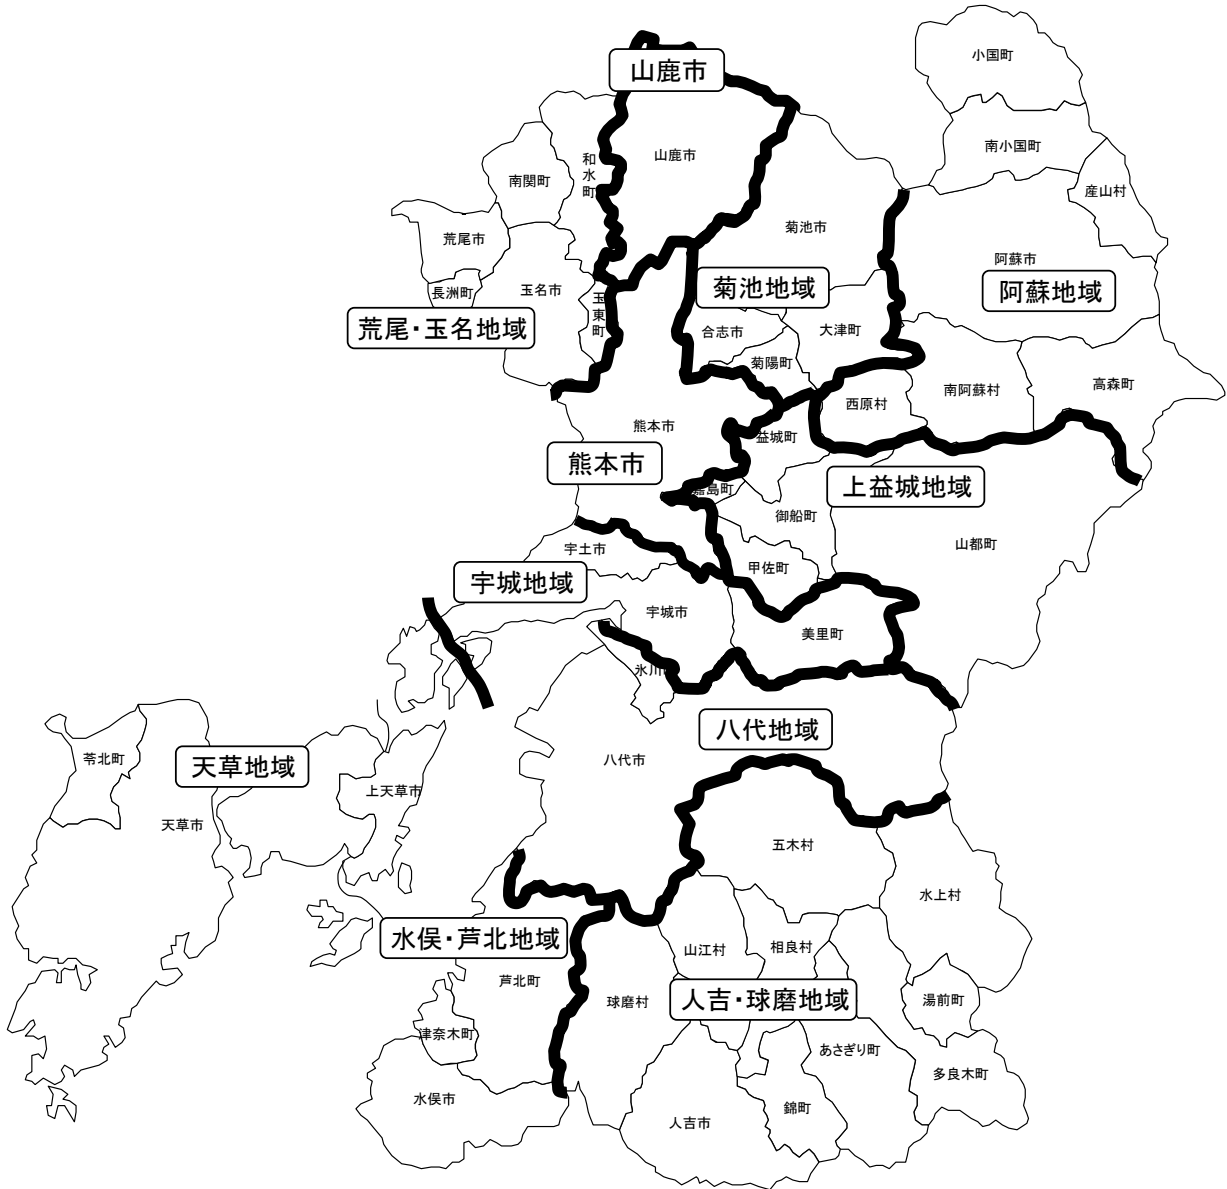 小国町
山鹿市
南小国町
山鹿市
和水町
南関町
産山村
菊池市
荒尾市
阿蘇市
菊池地域
阿蘇地域
長洲町
玉名市
玉東町
荒尾・玉名地域
合志市
大津町
菊陽町
南阿蘇村
高森町
西原村
熊本市
益城町
熊本市
嘉島町
上益城地域
御船町
宇土市
山都町
甲佐町
宇城地域
宇城市
美里町
氷川
八代地域
苓北町
天草地域
八代市
上天草市
天草市
五木村
水上村
水俣・芦北地域
山江村
相良村
芦北町
球磨村
人吉・球磨地域
湯前町
津奈木町
あさぎり町
多良木町
水俣市
錦町
人吉市